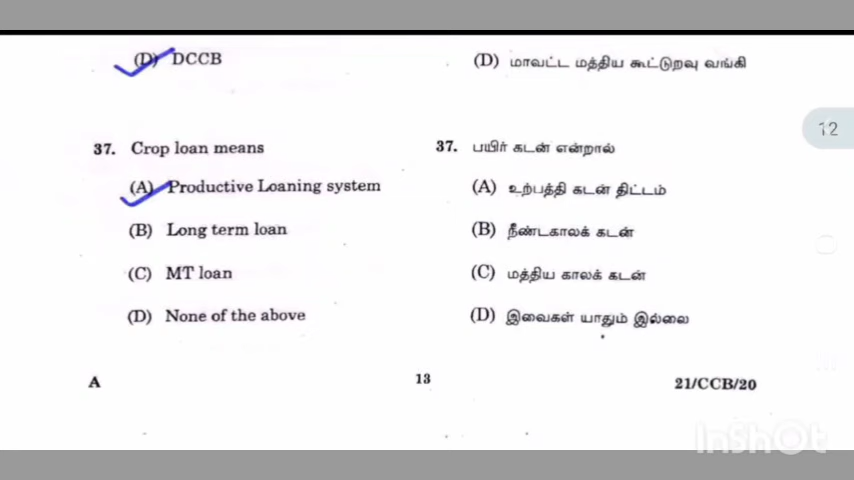 (D) DCCB
(D) மாவட்ட மத்திய கூட்டுறவு வங்கி
12
37. Crop loan means
(A) Productive Loaning system
(B) Long term loan
(C) MT loan
(D) None of the above
37. பயிர் கடன் என்றால்
(A) உற்பத்தி கடன் திட்டம்
(B) நீண்டகாலக் கடன்
(C) மத்திய காலக் கடன்
(D) இவைகள் யாதும் இல்லை
A
13
21/CCB/20
InShOt